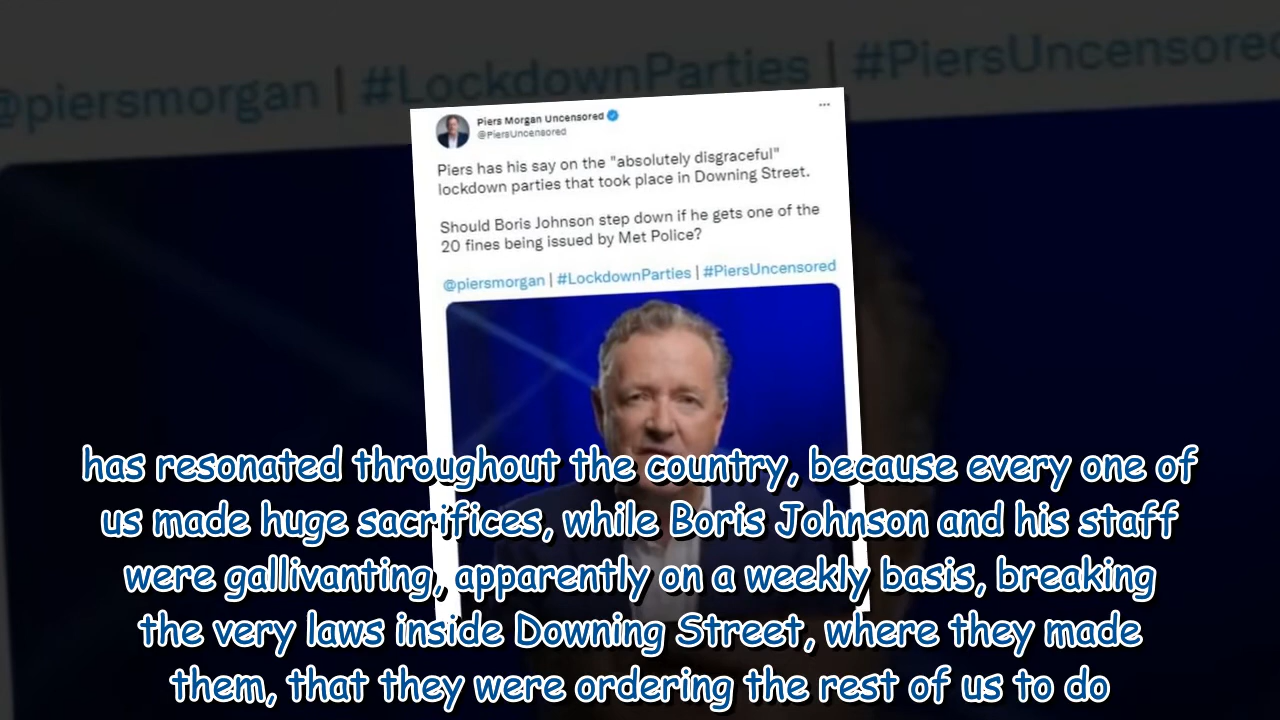 @piersmorgan | #LockdownParties | #PiersUncensored
Piers Morgan Uncensored
@PiersUncensored
Piers has his say on the "absolutely disgraceful"
lockdown parties that took place in Downing Street.
Should Boris Johnson step down if he gets one of the
20 fines being issued by Met Police?
@piersmorgan | #LockdownParties | #PiersUncensored
has resonated throughout the country, because every one of
us made huge sacrifices, while Boris Johnson and his staff
were gallivanting, apparently on a weekly basis, breaking
the very laws inside Downing Street, where they made
them, that they were ordering the rest of us to do